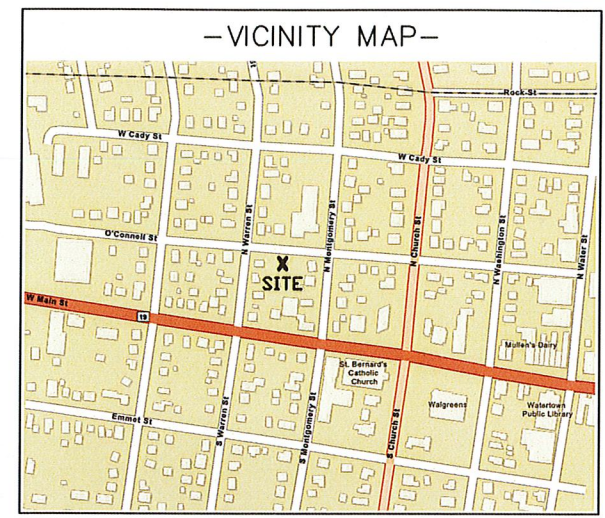 -VICINITY MAP-
Rock St
W Cady St
W Cady St
O'Connell St
N Warren St
N Montgomery St
N Church St
N Washington St
N Water St
X
SITE
W Main St
19
Mullen's Dairy
St. Bernard's
Catholic
Church
Walgreens
Watertown
Public Library
Emmet St
S Warren St
S Montgomery St
S Church St